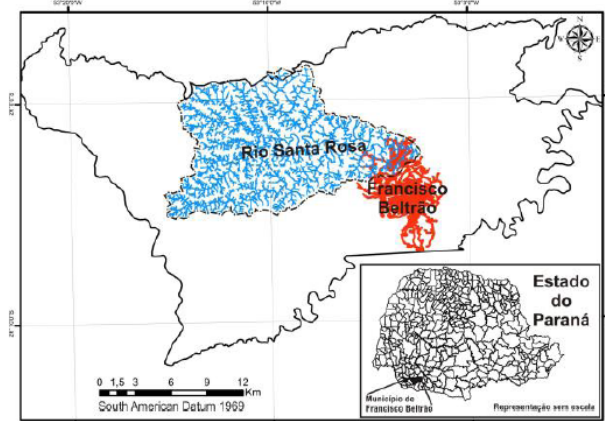 N
W E
S
Rio Santa Rosa
Francisco
Beltrão
Estado
do
Paraná
0 1,5 3 6 9 12
Km
South American Datum 1969
Município de
Francisco Beltrão
Representação sem escala